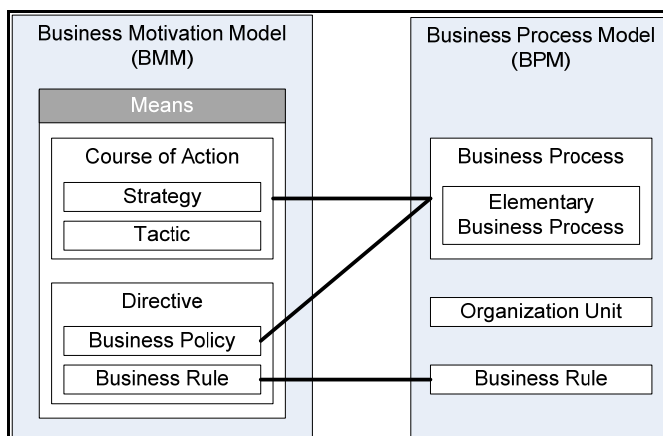 Business Motivation Model
(BMM)
Means
Course of Action
Strategy
Tactic
Directive
Business Policy
Business Rule
Business Process Model
(BPM)
Business Process
Elementary
Business Process
Organization Unit
Business Rule